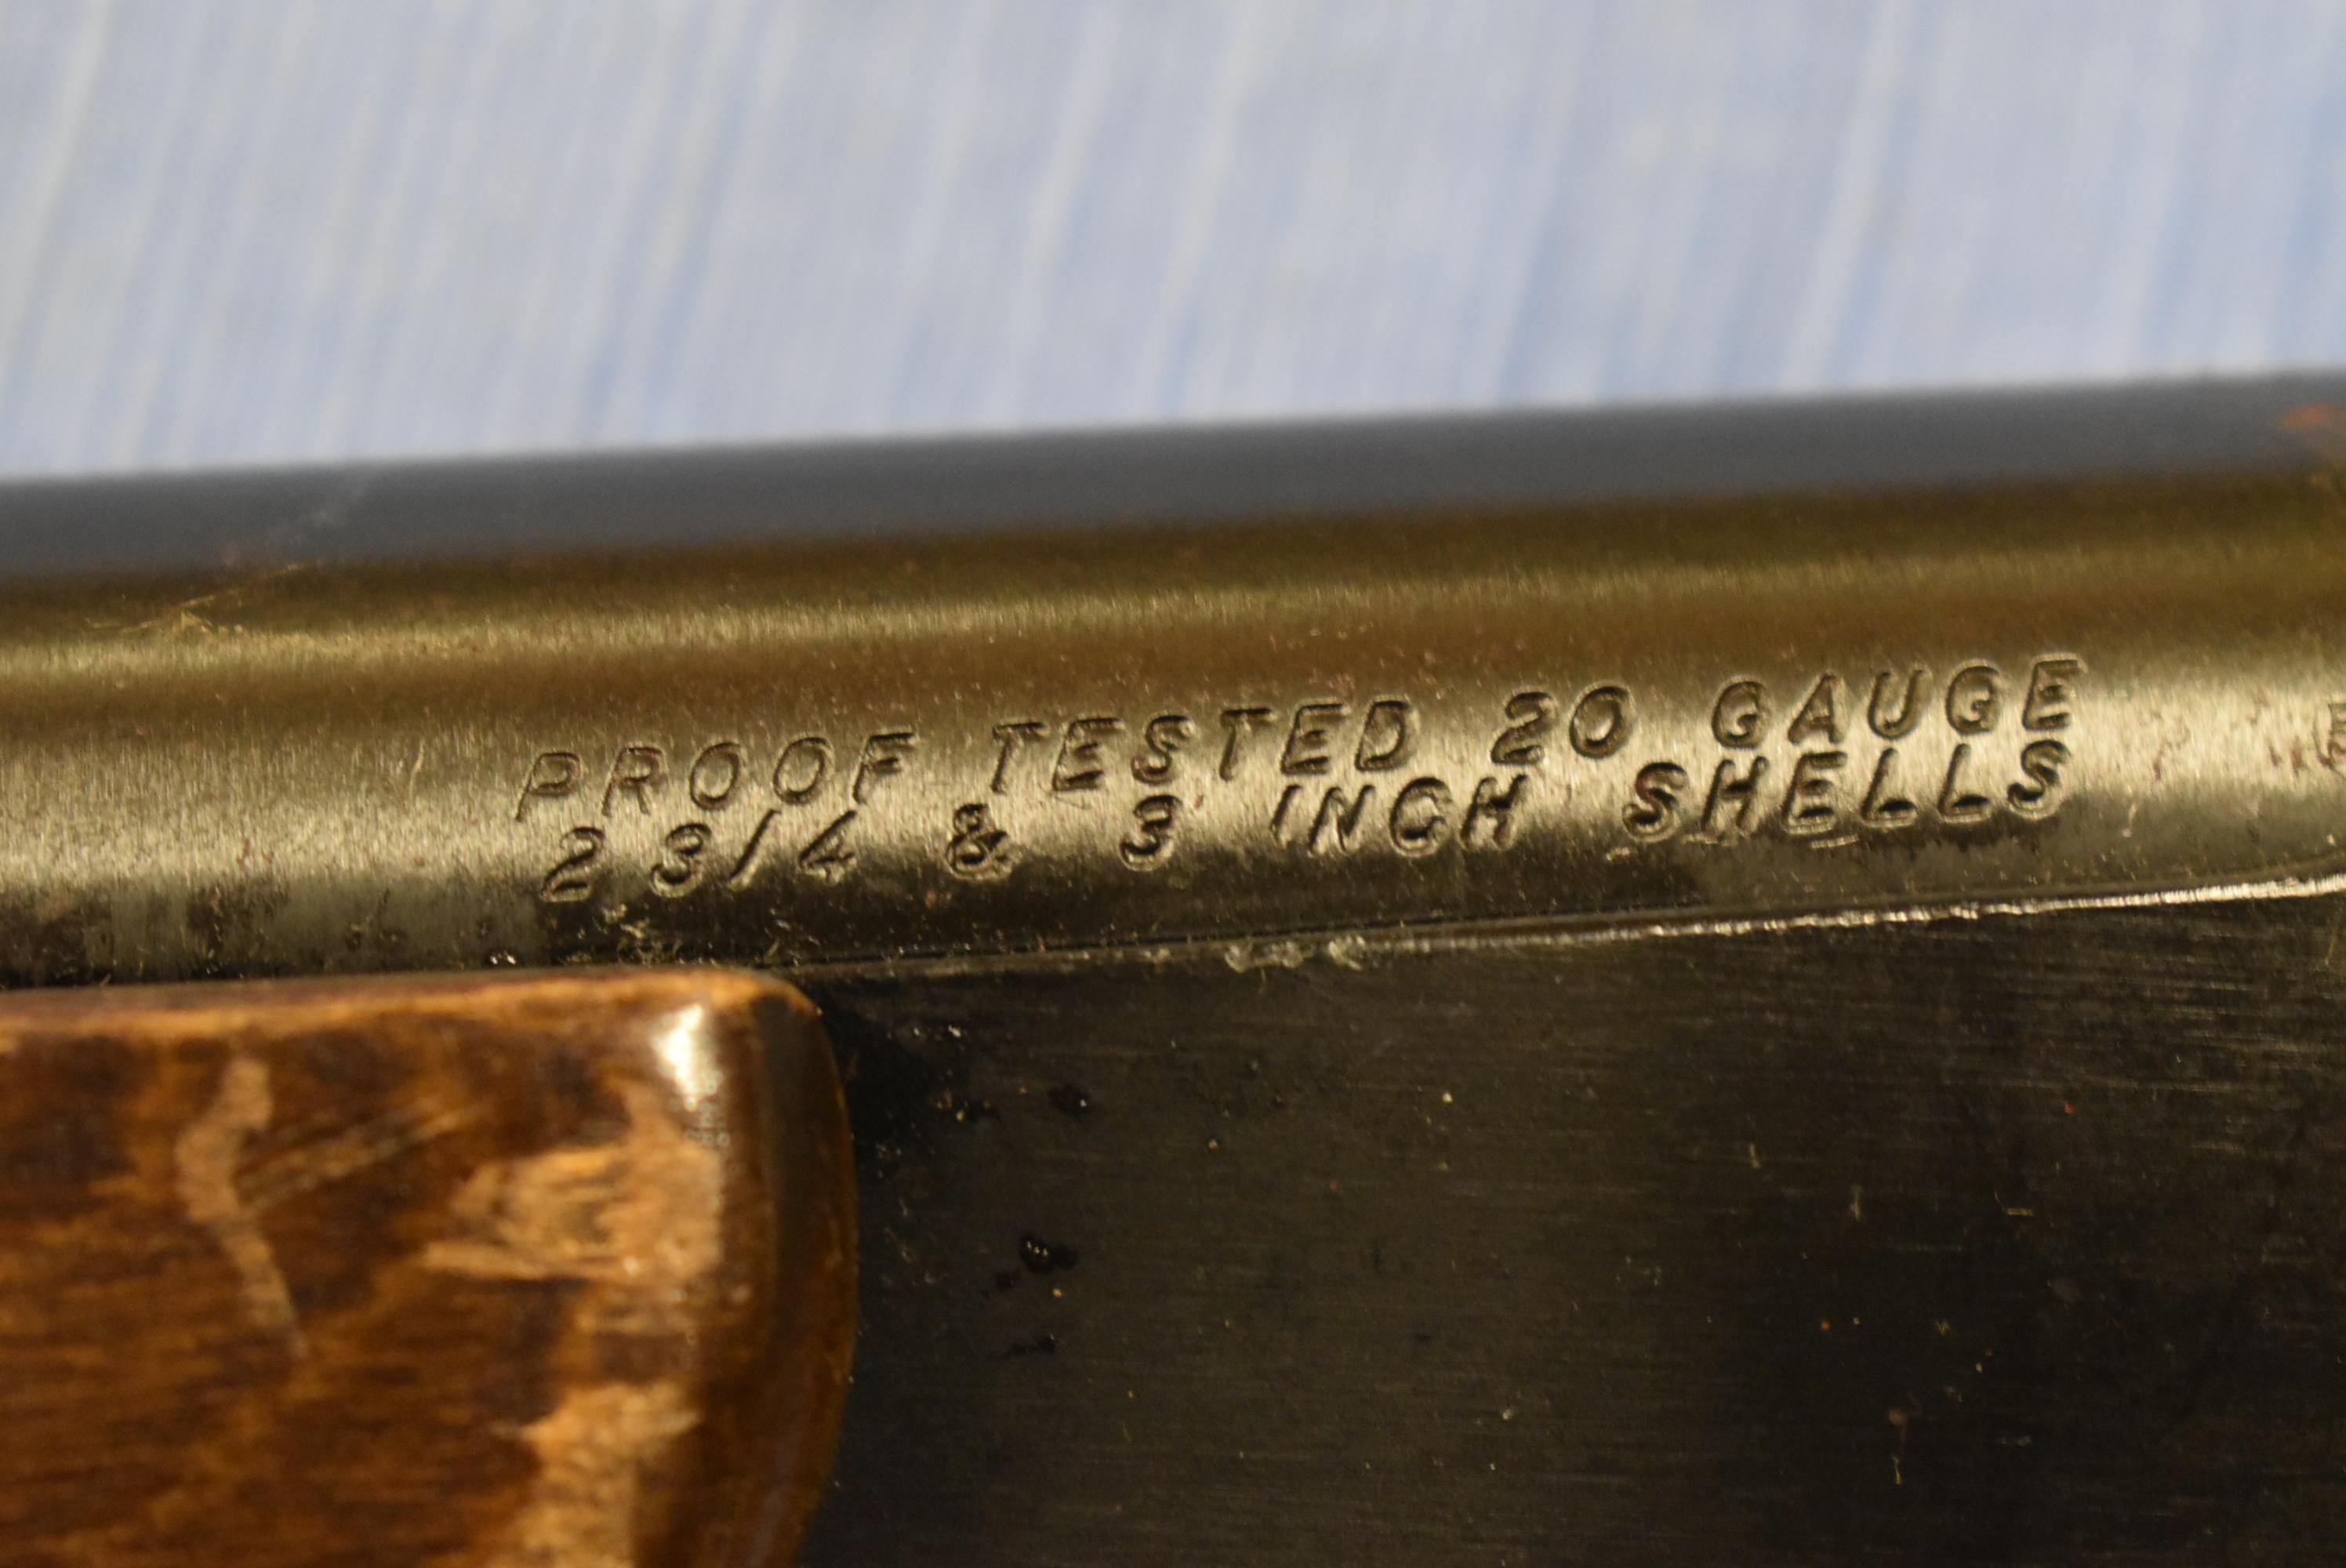 PROOF TESTED 20 GAUGE
2 3/4 & 3 INCH SHELLS